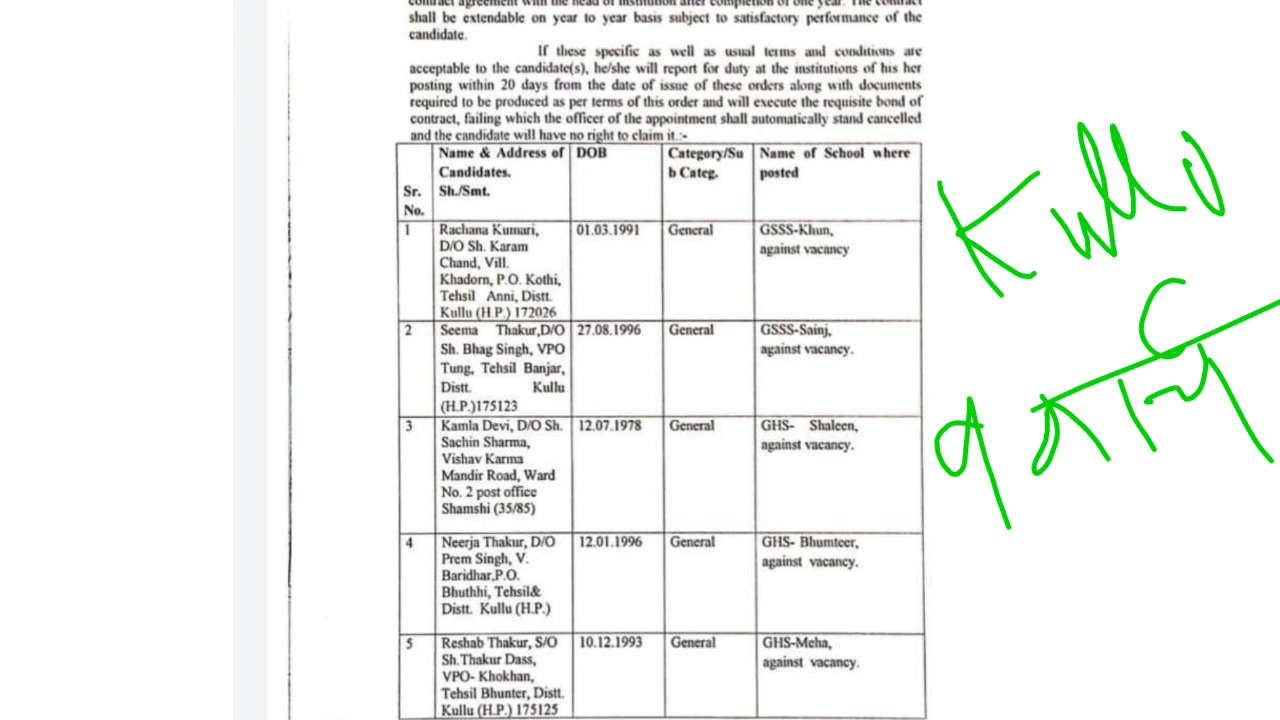 contract agreement with the head of institution after completion of one year. The contract
shall be extendable on year to year basis subject to satisfactory performance of the
candidate.
If these specific as well as usual terms and conditions are
acceptable to the candidate(s), he/she will report for duty at the institutions of his her
posting within 20 days from the date of issue of these orders along with documents
required to be produced as per terms of this order and will execute the requisite bond of
contract, failing which the officer of the appointment shall automatically stand cancelled
and the candidate will have no right to claim it.:-
Sr. No. Name & Address of Candidates. Sh./Smt. DOB Category/Su b Categ. Name of School where posted
1 Rachana Kumari, 01.03.1991 General GSSS-Khun,
D/O Sh. Karam against vacancy
Chand, Vill.
Khadorn, P.O. Kothi,
Tehsil Anni, Distt.
Kullu (H.P.) 172026
2 Seema Thakur,D/O 27.08.1996 General GSSS-Sainj,
Sh. Bhag Singh, VPO against vacancy.
Tung, Tehsil Banjar,
Distt. Kullu
(H.P.)175123
3 Kamla Devi, D/O Sh. 12.07.1978 General GHS- Shaleen,
Sachin Sharma, against vacancy.
Vishav Karma
Mandir Road, Ward
No. 2 post office
Shamshi (35/85)
4 Neerja Thakur, D/O 12.01.1996 General GHS- Bhumteer,
Prem Singh, V. against vacancy.
Baridhar,P.O.
Bhuthhi, Tehsil&
Distt. Kullu (H.P.)
5 Reshab Thakur, S/O 10.12.1993 General GHS-Meha,
Sh.Thakur Dass, against vacancy.
VPO- Khokhan,
Tehsil Bhunter, Distt.
Kullu (H.P.) 175125
Kullu